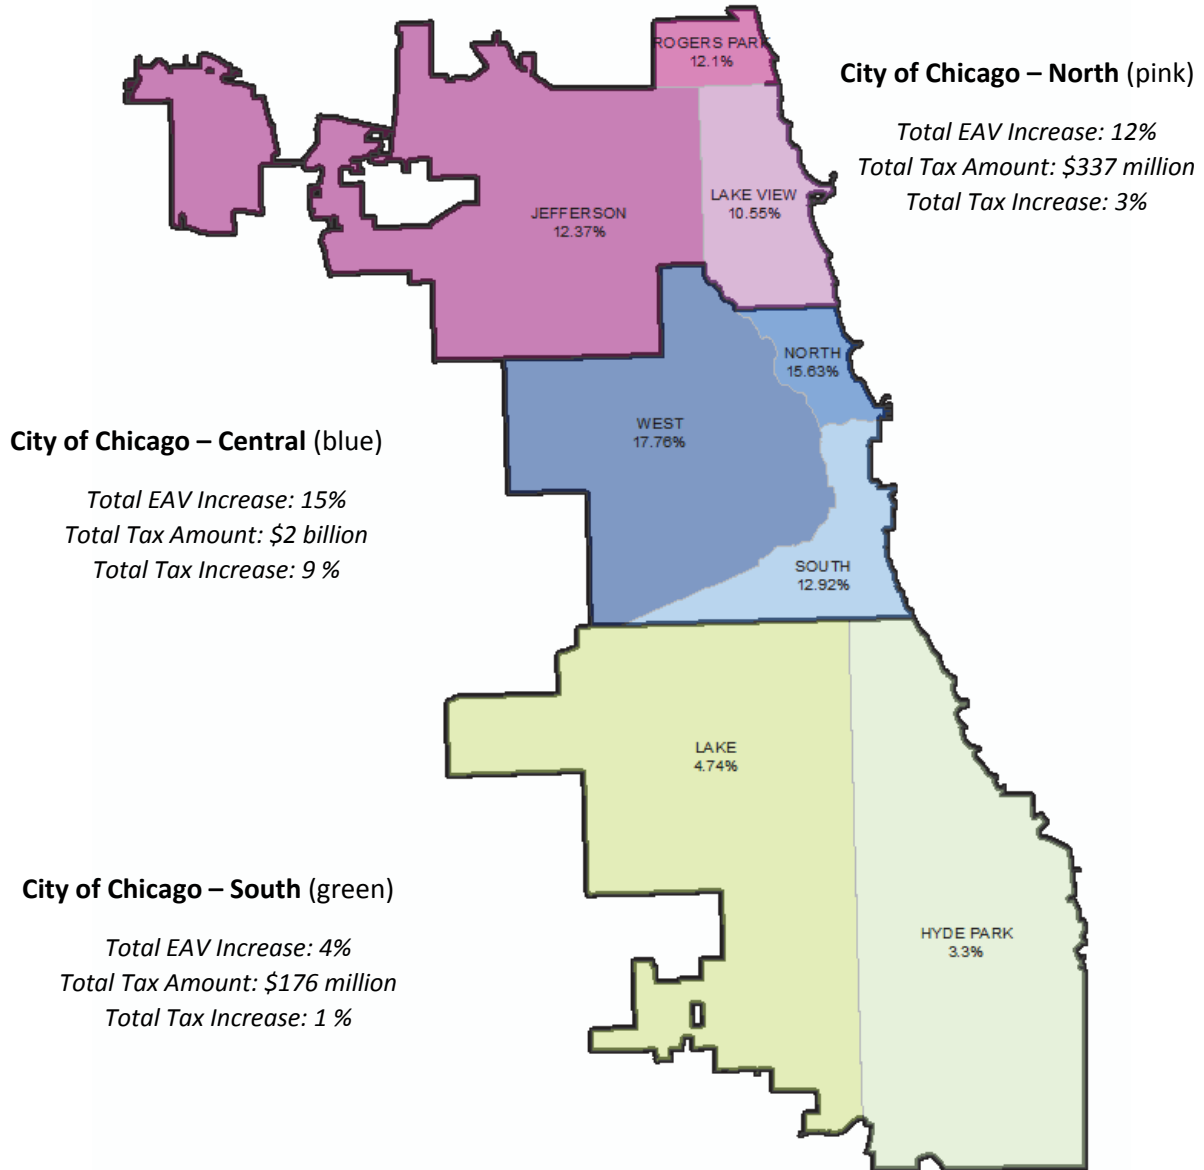 ROGERS PARK
12.1%
City of Chicago – North (pink)
Total EAV Increase: 12%
Total Tax Amount: $337 million
Total Tax Increase: 3%
LAKE VIEW
10.55%
JEFFERSON
12.37%
NORTH
15.63%
WEST
17.76%
City of Chicago – Central (blue)
Total EAV Increase: 15%
Total Tax Amount: $2 billion
Total Tax Increase: 9 %
SOUTH
12.92%
LAKE
4.74%
City of Chicago – South (green)
Total EAV Increase: 4%
Total Tax Amount: $176 million
Total Tax Increase: 1 %
HYDE PARK
3.3%